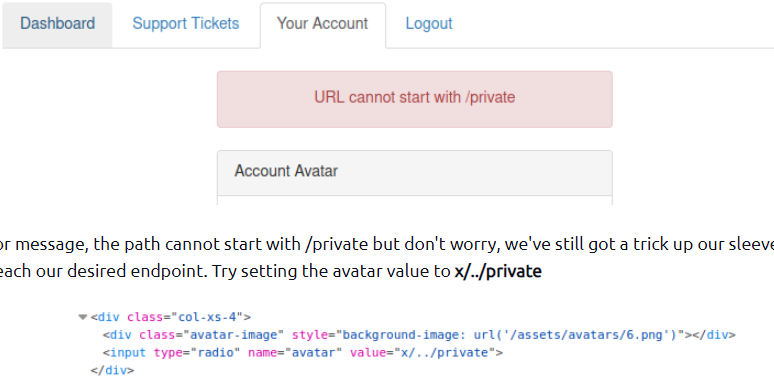 Dashboard Support Tickets Your Account Logout
URL cannot start with /private
Account Avatar
or message, the path cannot start with /private but don't worry, we've still got a trick up our sleeve
each our desired endpoint. Try setting the avatar value to x/../private
<div class="col-xs-4">
<div class="avatar-image" style="background-image: url('/assets/avatars/6.png')"></div>
<input type="radio" name="avatar" value="x/../private">
</div>